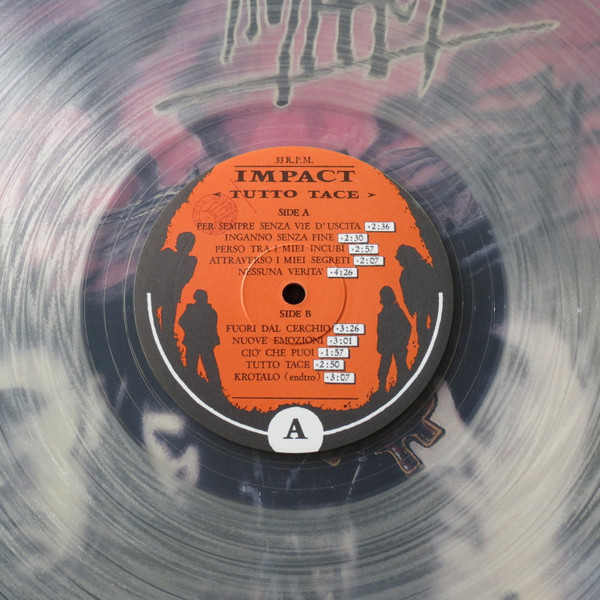 IMPACT
33 R.P.M.
IMPACT
< TUTTO TACE >
SIDE A
PER SEMPRE SENZA VIE D'USCITA -2:36
INGANNO SENZA FINE -2:30
PERSO TRA I MIEI INCUBI -2:57
ATTRAVERSO I MIEI SEGRETI -2:07
NESSUNA VERITA' -4:26
SIDE B
FUORI DAL CERCHIO -3:26
NUOVE EMOZIONI -3:01
CIO' CHE PUOI -1:57
TUTTO TACE -2:50
KROTALO (endtro) -3:07
A